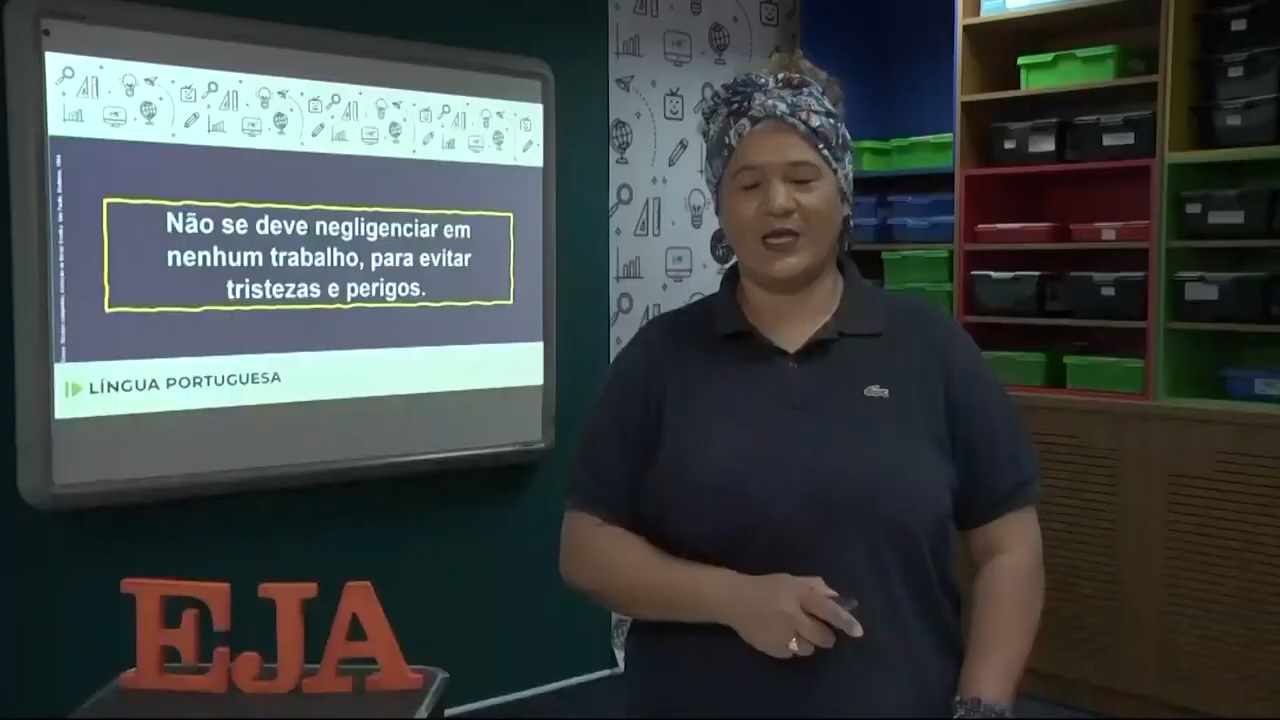 Não se deve negligenciar em
nenhum trabalho, para evitar
tristezas e perigos.
LÍNGUA PORTUGUESA
EJA